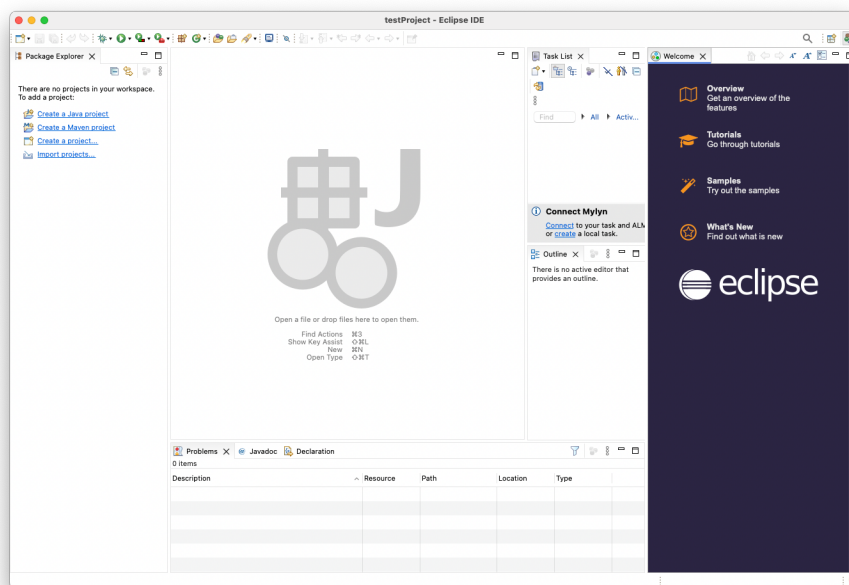 testProject - Eclipse IDE
Package Explorer
There are no projects in your workspace.
To add a project:
Create a Java project
Create a Maven project
Create a project...
Import projects...
Open a file or drop files here to open them.
Find Actions ⌘3
Show Key Assist ⇧⌘L
New ⌘N
Open Type ⇧⌘T
Task List
Find
All
Activ...
Connect Mylyn
Connect to your task and ALM
or create a local task.
Outline
There is no active editor that
provides an outline.
Welcome
Overview
Get an overview of the
features
Tutorials
Go through tutorials
Samples
Try out the samples
What's New
Find out what is new
eclipse
Problems
Javadoc
Declaration
0 items
Description Resource Path Location Type